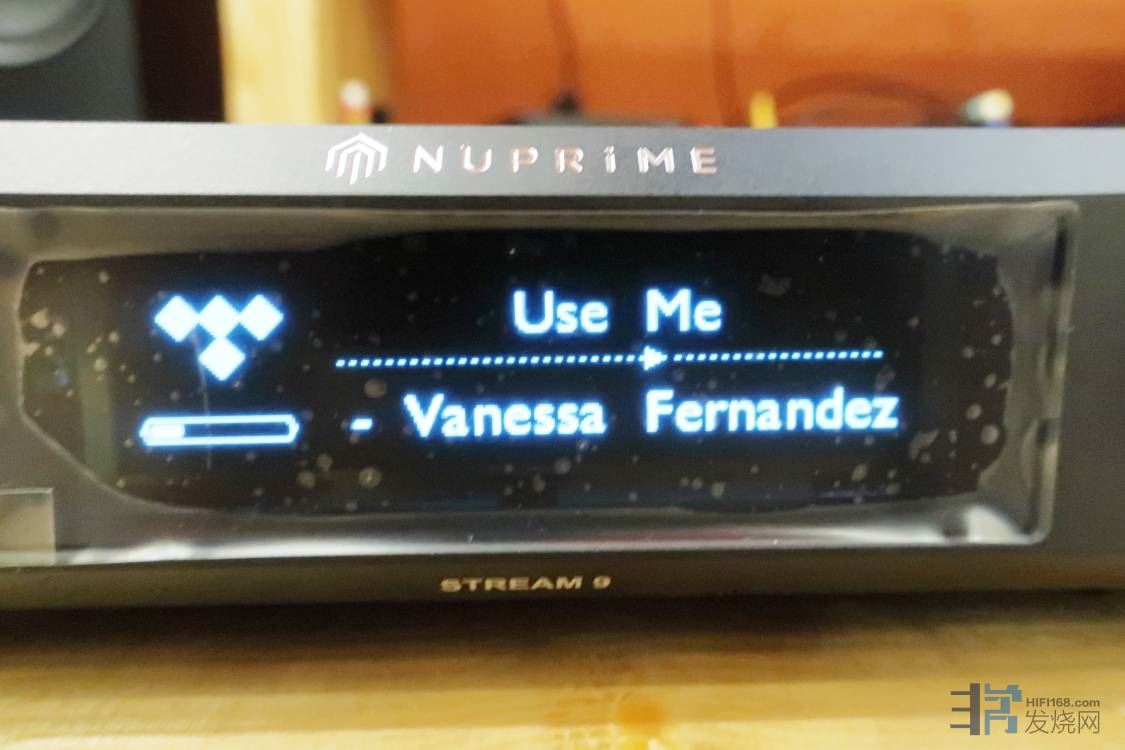 NUPRiME
Use Me
- Vanessa Fernandez
STREAM 9
HIFI168.com
发烧网